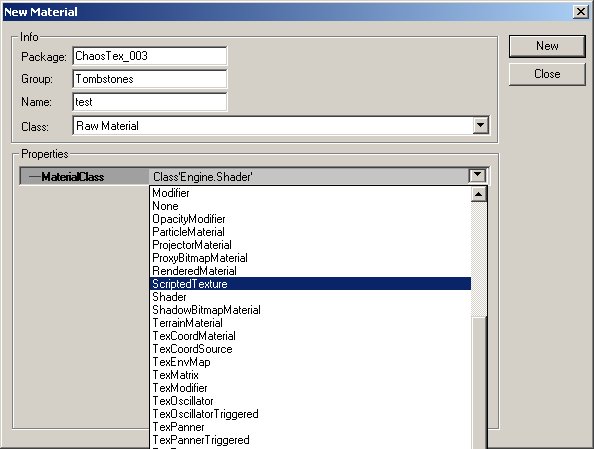 New Material
Info
Package: ChaosTex_003
New
Group: Tombstones
Close
Name: test
Class: Raw Material
Properties
MaterialClass Class'Engine.Shader'
Modifier
None
OpacityModifier
ParticleMaterial
ProjectorMaterial
ProxyBitmapMaterial
RenderedMaterial
ScriptedTexture
Shader
ShadowBitmapMaterial
TerrainMaterial
TexCoordMaterial
TexCoordSource
TexEnvMap
TexMatrix
TexModifier
TexOscillator
TexOscillatorTriggered
TexPanner
TexPannerTriggered